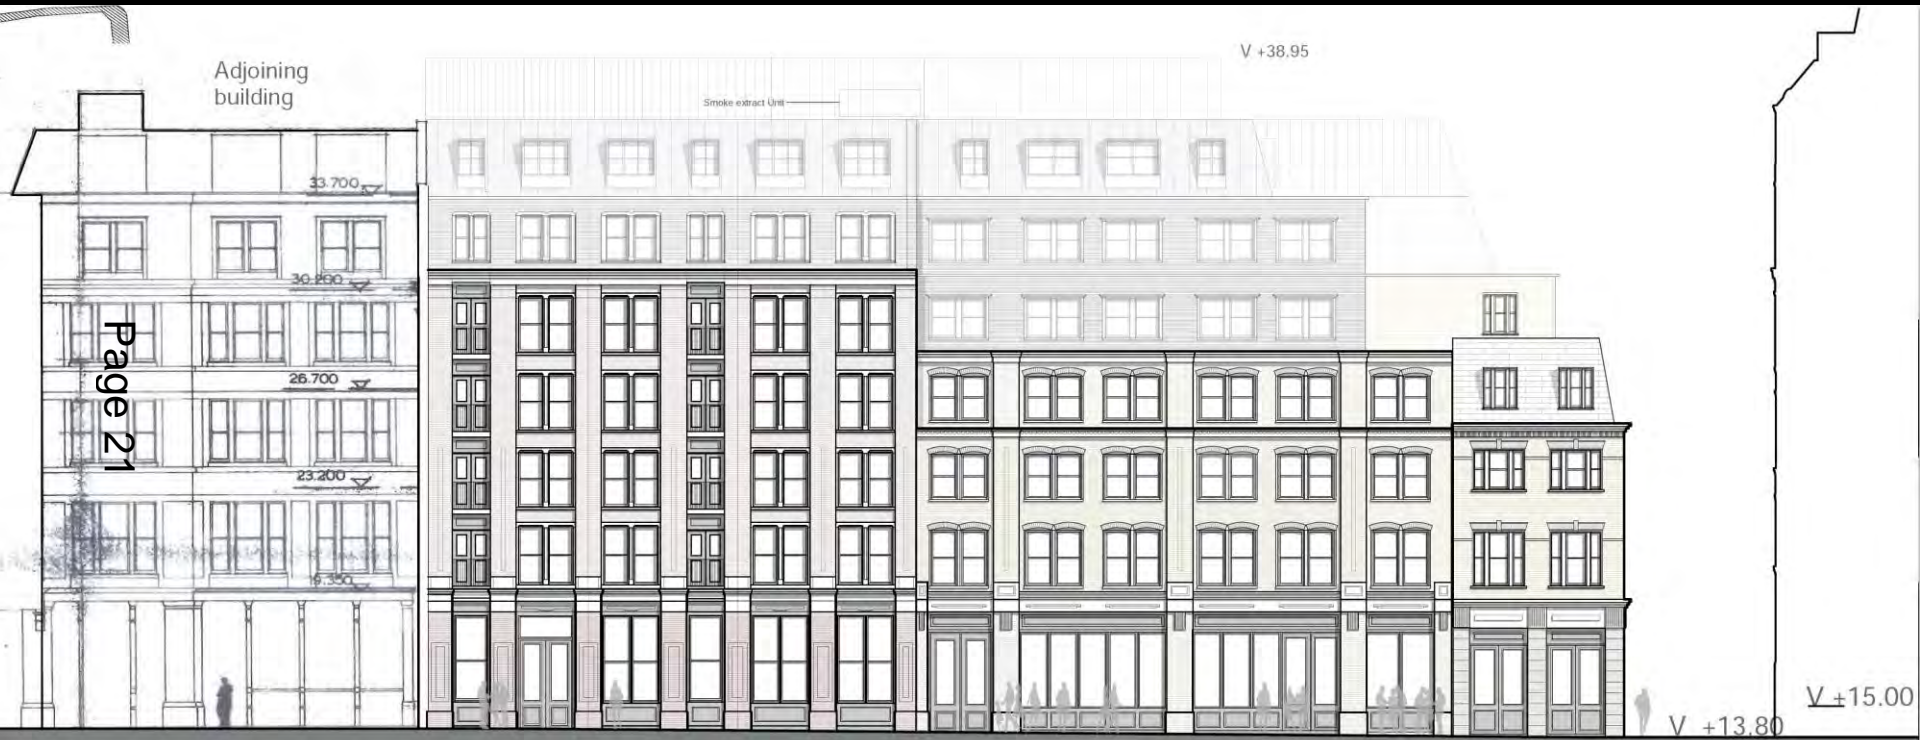 Adjoining
building
V +38.95
Smoke extract Unit
33.700
30.200
Page 21
26.700
23.200
19.350
V +15.00
V +13.80